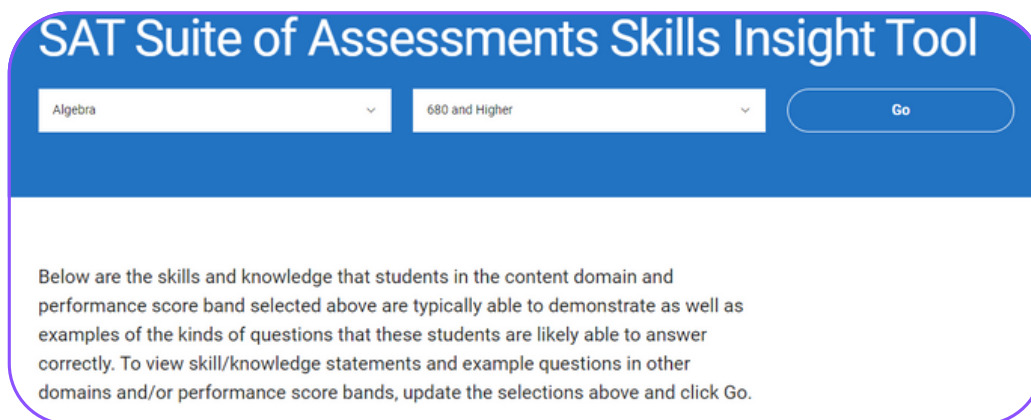 SAT Suite of Assessments Skills Insight Tool
Algebra
680 and Higher
Go
Below are the skills and knowledge that students in the content domain and
performance score band selected above are typically able to demonstrate as well as
examples of the kinds of questions that these students are likely able to answer
correctly. To view skill/knowledge statements and example questions in other
domains and/or performance score bands, update the selections above and click Go.